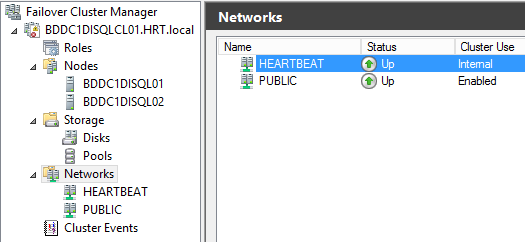 Failover Cluster Manager
BDDC1DISQLCL01.HRT.local
Roles
Nodes
BDDC1DISQL01
BDDC1DISQL02
Storage
Disks
Pools
Networks
HEARTBEAT
PUBLIC
Cluster Events
Networks
Name Status Cluster Use
HEARTBEAT Up Internal
PUBLIC Up Enabled